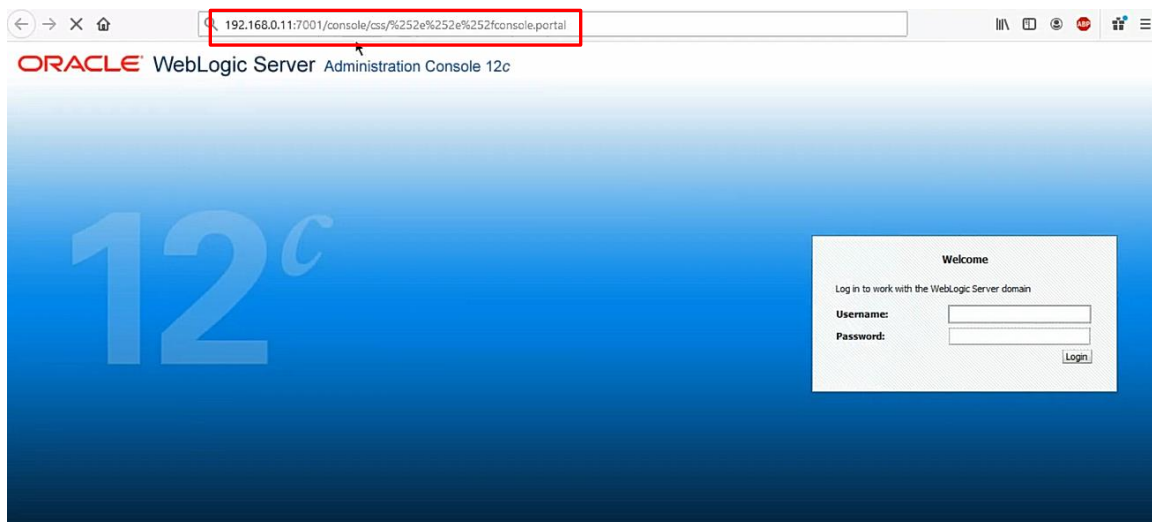 192.168.0.11:7001/console/css/%252e%252e%252fconsole.portal
ABP
ORACLE WebLogic Server Administration Console 12c
12c
Welcome
Log in to work with the WebLogic Server domain
Username:
Password:
Login